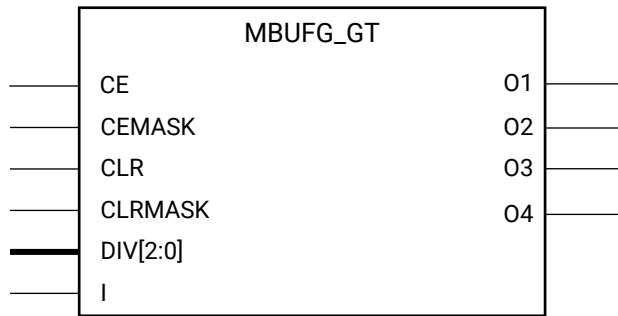 MBUFG_GT
CE
O1
CEMASK
O2
CLR
O3
CLRMASK
O4
DIV[2:0]
I